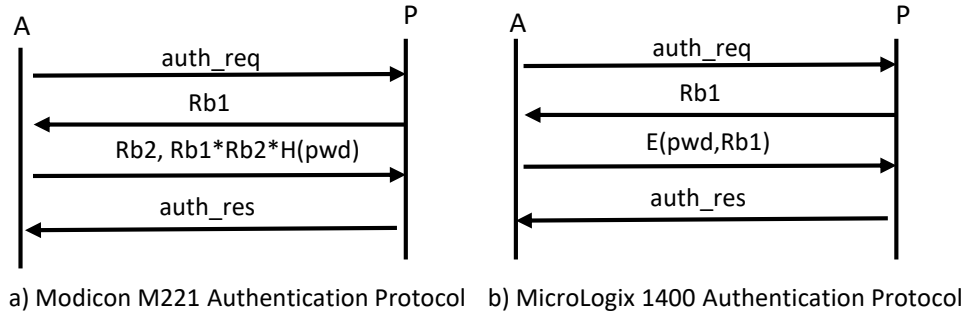 A
P
auth_req
Rb1
Rb2, Rb1*Rb2*H(pwd)
auth_res
a) Modicon M221 Authentication Protocol
A
P
auth_req
Rb1
E(pwd,Rb1)
auth_res
b) MicroLogix 1400 Authentication Protocol